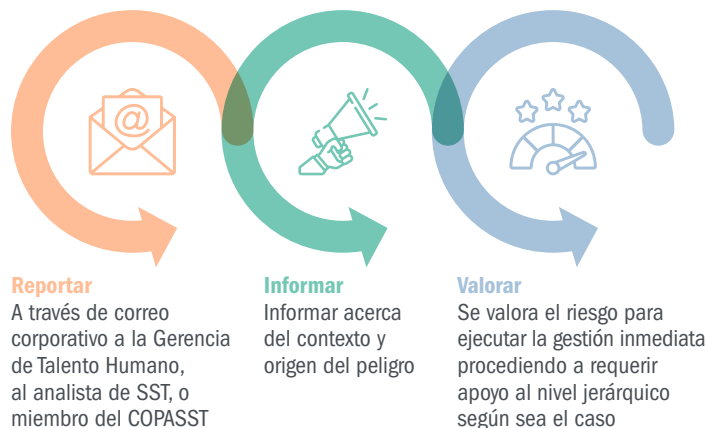 @
Reportar
A través de correo
corporativo a la Gerencia
de Talento Humano,
al analista de SST, o
miembro del COPASST
Informar
Informar acerca
del contexto y
origen del peligro
Valorar
Se valora el riesgo para
ejecutar la gestión inmediata
procediendo a requerir
apoyo al nivel jerárquico
según sea el caso